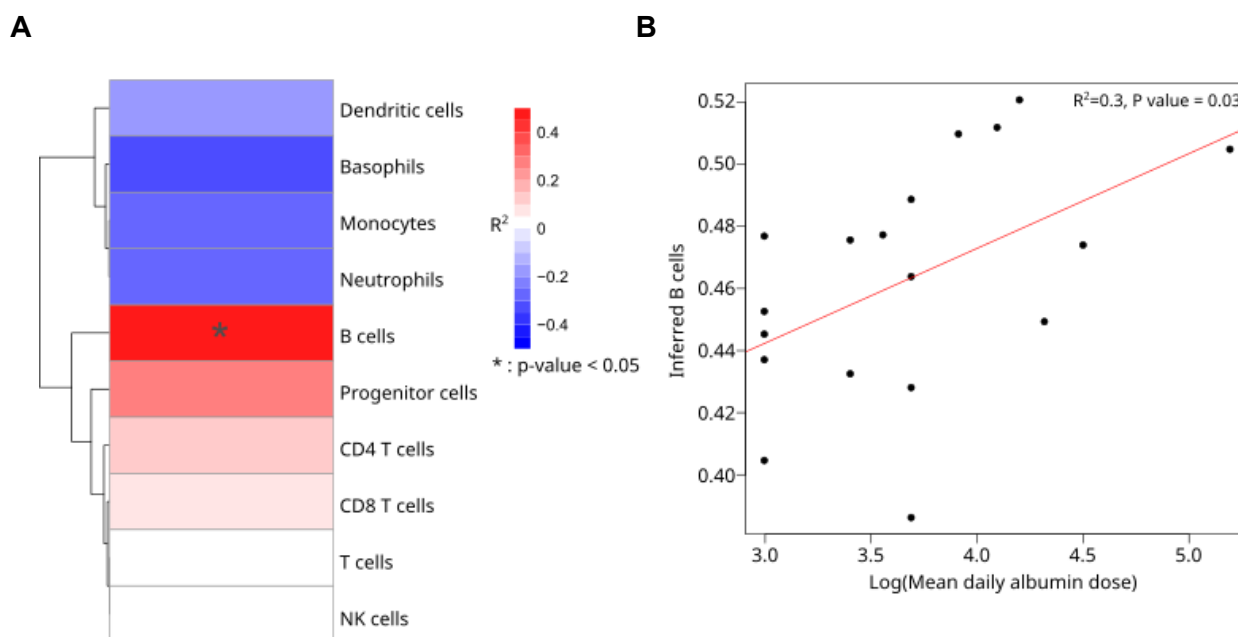 A
Dendritic cells
Basophils
Monocytes
Neutrophils
B cells
Progenitor cells
CD4 T cells
CD8 T cells
T cells
NK cells
*
R²
0.4
0.2
0
−0.2
−0.4
* : p-value < 0.05
B
R²=0.3, P value = 0.03
Inferred B cells
0.52
0.50
0.48
0.46
0.44
0.42
0.40
3.0 3.5 4.0 4.5 5.0
Log(Mean daily albumin dose)